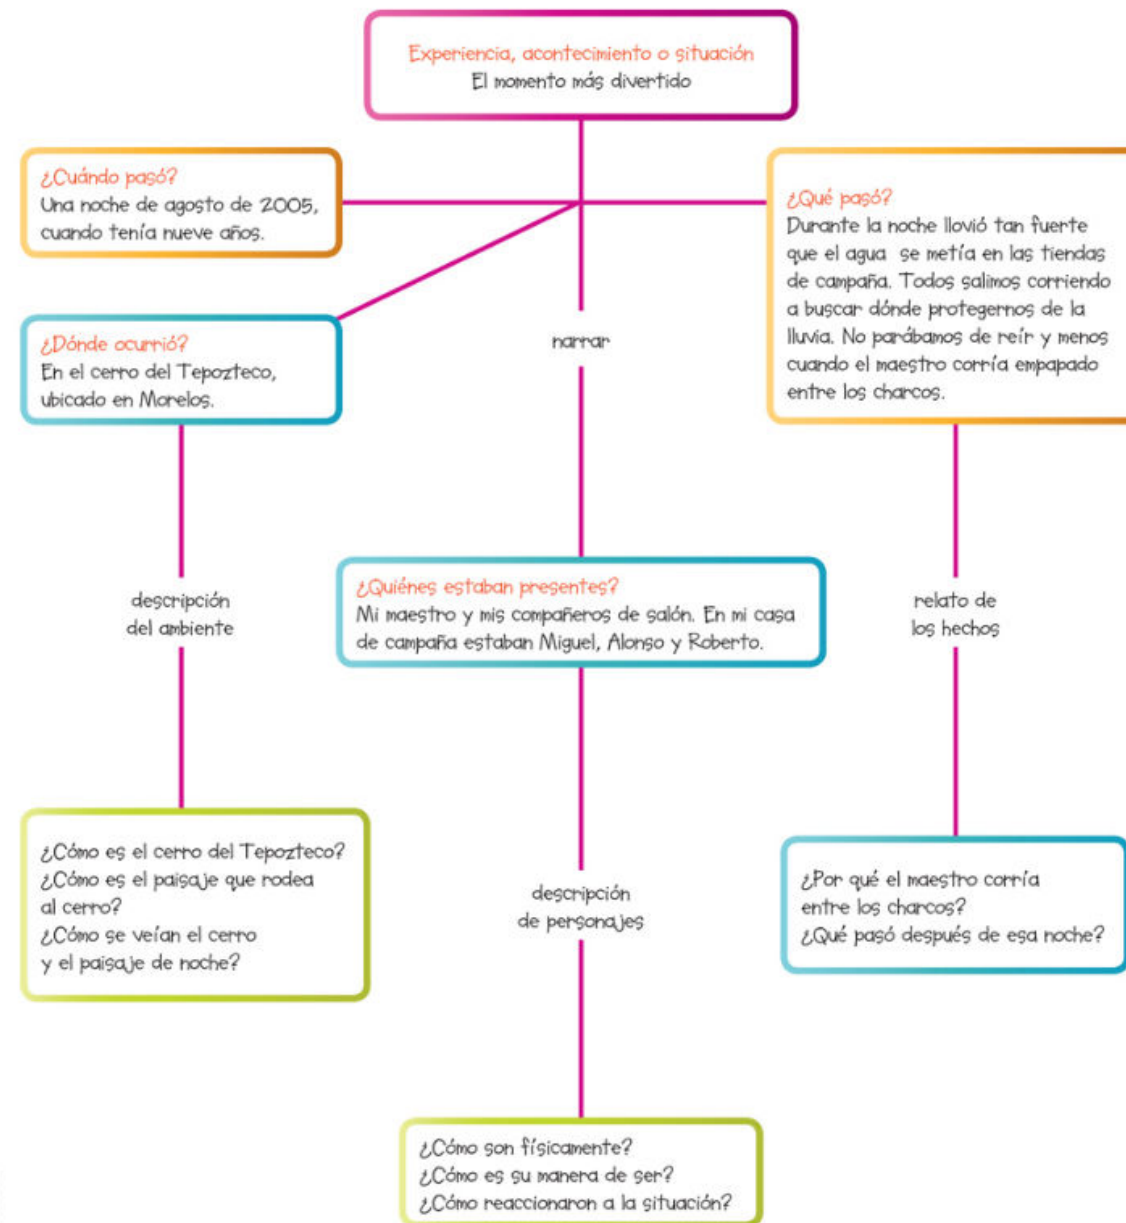 Experiencia, acontecimiento o situación
El momento más divertido
¿Cuándo pasó?
Una noche de agosto de 2005,
cuando tenía nueve años.
¿Qué pasó?
Durante la noche llovió tan fuerte
que el agua se metía en las tiendas
de campaña. Todos salimos corriendo
a buscar dónde protegernos de la
lluvia. No parábamos de reír y menos
cuando el maestro corría empapado
entre los charcos.
¿Dónde ocurrió?
En el cerro del Tepozteco,
ubicado en Morelos.
narrar
¿Quiénes estaban presentes?
Mi maestro y mis compañeros de salón. En mi casa
de campaña estaban Miguel, Alonso y Roberto.
descripción
del ambiente
relato de
los hechos
¿Cómo es el cerro del Tepozteco?
¿Cómo es el paisaje que rodea
al cerro?
¿Cómo se veían el cerro
y el paisaje de noche?
descripción
de personajes
¿Por qué el maestro corría
entre los charcos?
¿Qué pasó después de esa noche?
¿Cómo son físicamente?
¿Cómo es su manera de ser?
¿Cómo reaccionaron a la situación?